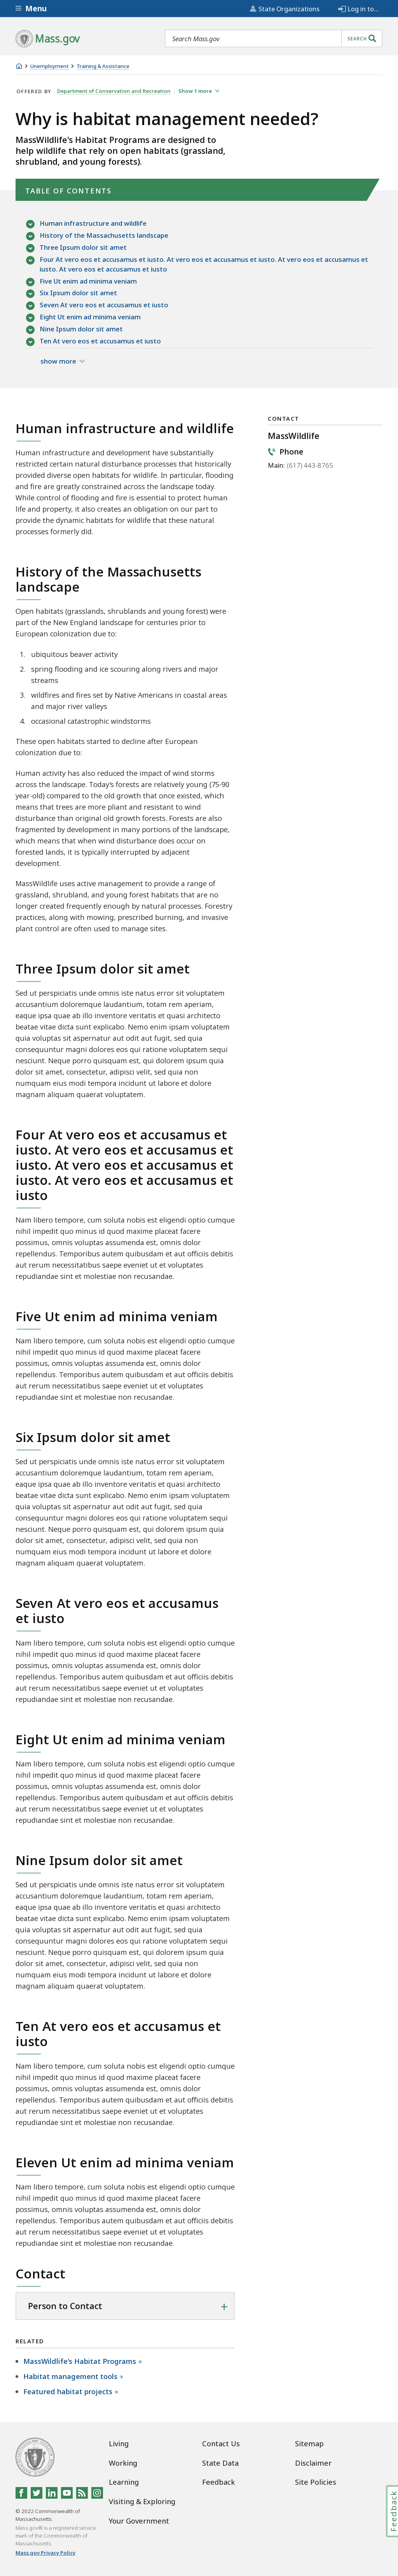 Menu
State Organizations
Log in to...
Mass.gov
Search Mass.gov
SEARCH
Unemployment
Training & Assistance
OFFERED BY Department of Conservation and Recreation Show 1 more
Why is habitat management needed?
MassWildlife's Habitat Programs are designed to
help wildlife that rely on open habitats (grassland,
shrubland, and young forests).
TABLE OF CONTENTS
Human infrastructure and wildlife
History of the Massachusetts landscape
Three Ipsum dolor sit amet
Four At vero eos et accusamus et iusto. At vero eos et accusamus et iusto. At vero eos et accusamus et
iusto. At vero eos et accusamus et iusto
Five Ut enim ad minima veniam
Six Ipsum dolor sit amet
Seven At vero eos et accusamus et iusto
Eight Ut enim ad minima veniam
Nine Ipsum dolor sit amet
Ten At vero eos et accusamus et iusto
show more
Human infrastructure and wildlife
Human infrastructure and development have substantially
restricted certain natural disturbance processes that historically
provided diverse open habitats for wildlife. In particular, flooding
and fire are greatly constrained across the landscape today.
While control of flooding and fire is essential to protect human
life and property, it also creates an obligation on our part to
provide the dynamic habitats for wildlife that these natural
processes formerly did.
CONTACT
MassWildlife
Phone
Main: (617) 443-8765
History of the Massachusetts
landscape
Open habitats (grasslands, shrublands and young forest) were
part of the New England landscape for centuries prior to
European colonization due to:
1. ubiquitous beaver activity
2. spring flooding and ice scouring along rivers and major
streams
3. wildfires and fires set by Native Americans in coastal areas
and major river valleys
4. occasional catastrophic windstorms
These open habitats started to decline after European
colonization due to:
Human activity has also reduced the impact of wind storms
across the landscape. Today's forests are relatively young (75-90
year-old) compared to the old growth that once existed, which
means that trees are more pliant and resistant to wind
disturbance than original old growth forests. Forests are also
fragmented by development in many portions of the landscape,
which means that when wind disturbance does occur on
forested lands, it is typically interrupted by adjacent
development.
MassWildlife uses active management to provide a range of
grassland, shrubland, and young forest habitats that are no
longer created frequently enough by natural processes. Forestry
practices, along with mowing, prescribed burning, and invasive
plant control are often used to manage sites.
Three Ipsum dolor sit amet
Sed ut perspiciatis unde omnis iste natus error sit voluptatem
accusantium doloremque laudantium, totam rem aperiam,
eaque ipsa quae ab illo inventore veritatis et quasi architecto
beatae vitae dicta sunt explicabo. Nemo enim ipsam voluptatem
quia voluptas sit aspernatur aut odit aut fugit, sed quia
consequuntur magni dolores eos qui ratione voluptatem sequi
nesciunt. Neque porro quisquam est, qui dolorem ipsum quia
dolor sit amet, consectetur, adipisci velit, sed quia non
numquam eius modi tempora incidunt ut labore et dolore
magnam aliquam quaerat voluptatem.
Four At vero eos et accusamus et
iusto. At vero eos et accusamus et
iusto. At vero eos et accusamus et
iusto. At vero eos et accusamus et
iusto
Nam libero tempore, cum soluta nobis est eligendi optio cumque
nihil impedit quo minus id quod maxime placeat facere
possimus, omnis voluptas assumenda est, omnis dolor
repellendus. Temporibus autem quibusdam et aut officiis debitis
aut rerum necessitatibus saepe eveniet ut et voluptates
repudiandae sint et molestiae non recusandae.
Five Ut enim ad minima veniam
Nam libero tempore, cum soluta nobis est eligendi optio cumque
nihil impedit quo minus id quod maxime placeat facere
possimus, omnis voluptas assumenda est, omnis dolor
repellendus. Temporibus autem quibusdam et aut officiis debitis
aut rerum necessitatibus saepe eveniet ut et voluptates
repudiandae sint et molestiae non recusandae.
Six Ipsum dolor sit amet
Sed ut perspiciatis unde omnis iste natus error sit voluptatem
accusantium doloremque laudantium, totam rem aperiam,
eaque ipsa quae ab illo inventore veritatis et quasi architecto
beatae vitae dicta sunt explicabo. Nemo enim ipsam voluptatem
quia voluptas sit aspernatur aut odit aut fugit, sed quia
consequuntur magni dolores eos qui ratione voluptatem sequi
nesciunt. Neque porro quisquam est, qui dolorem ipsum quia
dolor sit amet, consectetur, adipisci velit, sed quia non
numquam eius modi tempora incidunt ut labore et dolore
magnam aliquam quaerat voluptatem.
Seven At vero eos et accusamus
et iusto
Nam libero tempore, cum soluta nobis est eligendi optio cumque
nihil impedit quo minus id quod maxime placeat facere
possimus, omnis voluptas assumenda est, omnis dolor
repellendus. Temporibus autem quibusdam et aut officiis debitis
aut rerum necessitatibus saepe eveniet ut et voluptates
repudiandae sint et molestiae non recusandae.
Eight Ut enim ad minima veniam
Nam libero tempore, cum soluta nobis est eligendi optio cumque
nihil impedit quo minus id quod maxime placeat facere
possimus, omnis voluptas assumenda est, omnis dolor
repellendus. Temporibus autem quibusdam et aut officiis debitis
aut rerum necessitatibus saepe eveniet ut et voluptates
repudiandae sint et molestiae non recusandae.
Nine Ipsum dolor sit amet
Sed ut perspiciatis unde omnis iste natus error sit voluptatem
accusantium doloremque laudantium, totam rem aperiam,
eaque ipsa quae ab illo inventore veritatis et quasi architecto
beatae vitae dicta sunt explicabo. Nemo enim ipsam voluptatem
quia voluptas sit aspernatur aut odit aut fugit, sed quia
consequuntur magni dolores eos qui ratione voluptatem sequi
nesciunt. Neque porro quisquam est, qui dolorem ipsum quia
dolor sit amet, consectetur, adipisci velit, sed quia non
numquam eius modi tempora incidunt ut labore et dolore
magnam aliquam quaerat voluptatem.
Ten At vero eos et accusamus et
iusto
Nam libero tempore, cum soluta nobis est eligendi optio cumque
nihil impedit quo minus id quod maxime placeat facere
possimus, omnis voluptas assumenda est, omnis dolor
repellendus. Temporibus autem quibusdam et aut officiis debitis
aut rerum necessitatibus saepe eveniet ut et voluptates
repudiandae sint et molestiae non recusandae.
Eleven Ut enim ad minima veniam
Nam libero tempore, cum soluta nobis est eligendi optio cumque
nihil impedit quo minus id quod maxime placeat facere
possimus, omnis voluptas assumenda est, omnis dolor
repellendus. Temporibus autem quibusdam et aut officiis debitis
aut rerum necessitatibus saepe eveniet ut et voluptates
repudiandae sint et molestiae non recusandae.
Contact
Person to Contact
RELATED
MassWildlife's Habitat Programs
Habitat management tools
Featured habitat projects
© 2022 Commonwealth of
Massachusetts.
Mass.gov® is a registered service
mark of the Commonwealth of
Massachusetts.
Mass.gov Privacy Policy
Living
Working
Learning
Visiting & Exploring
Your Government
Contact Us
State Data
Feedback
Sitemap
Disclaimer
Site Policies
Feedback